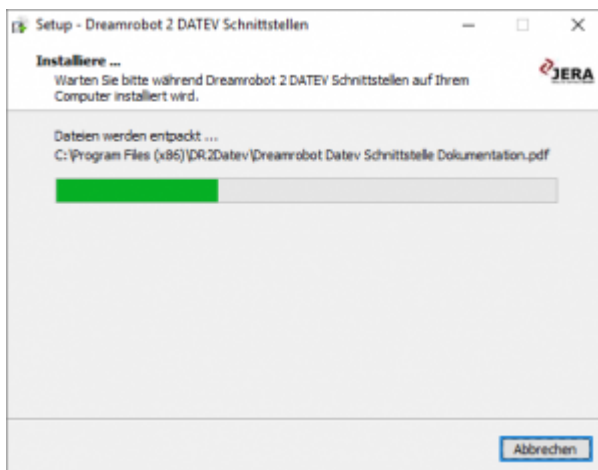 Setup - Dreamrobot 2 DATEV Schnittstellen
Installiere ...
Warten Sie bitte während Dreamrobot 2 DATEV Schnittstellen auf Ihrem
Computer installiert wird.
JERA
Dateien werden entpackt ...
C:\Program Files (x86)\DR2Datev\Dreamrobot Datev Schnittstelle Dokumentation.pdf
Abbrechen